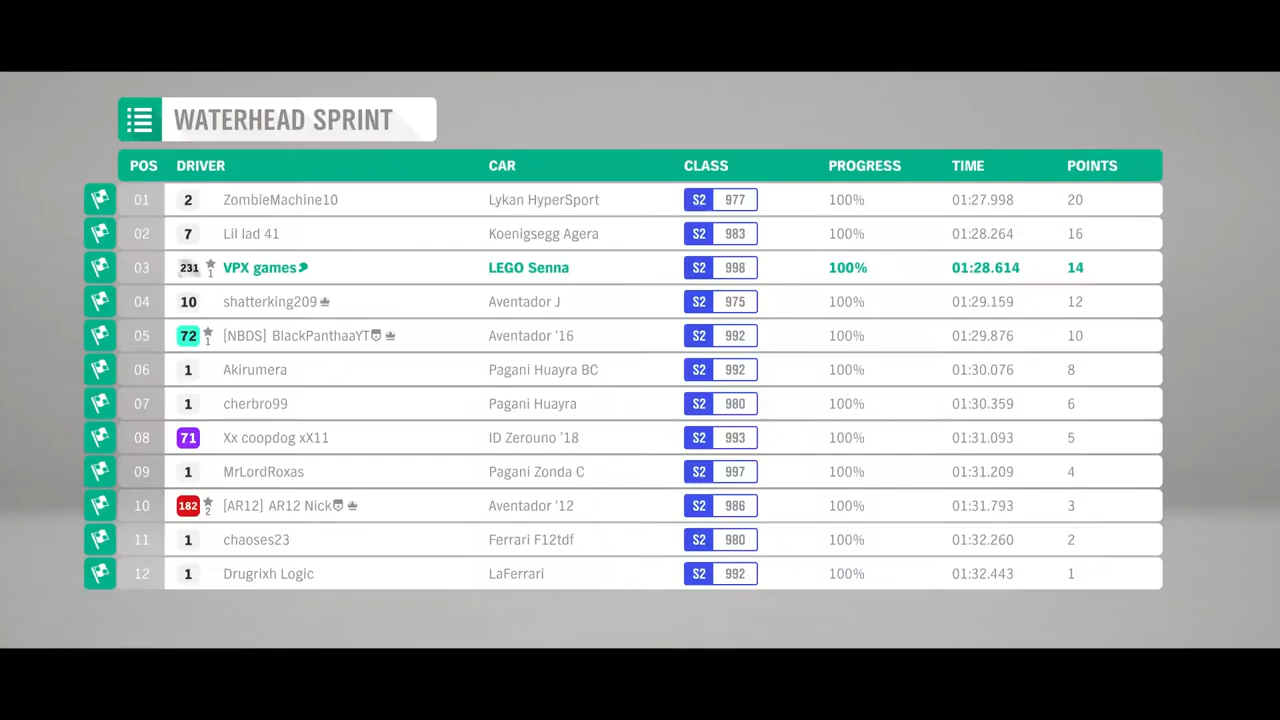 WATERHEAD SPRINT
POS DRIVER CAR CLASS PROGRESS TIME POINTS
01 2 ZombieMachine10 Lykan HyperSport S2 977 100% 01:27.998 20
02 7 Lil lad 41 Koenigsegg Agera S2 983 100% 01:28.264 16
03 231 1 VPX games LEGO Senna S2 998 100% 01:28.614 14
04 10 shatterking209 Aventador J S2 975 100% 01:29.159 12
05 72 1 [NBDS] BlackPanthaaYT Aventador '16 S2 992 100% 01:29.876 10
06 1 Akirumera Pagani Huayra BC S2 992 100% 01:30.076 8
07 1 cherbro99 Pagani Huayra S2 980 100% 01:30.359 6
08 71 Xx coopdog xX11 ID Zerouno '18 S2 993 100% 01:31.093 5
09 1 MrLordRoxas Pagani Zonda C S2 997 100% 01:31.209 4
10 182 2 [AR12] AR12 Nick Aventador '12 S2 986 100% 01:31.793 3
11 1 chaoses23 Ferrari F12tdf S2 980 100% 01:32.260 2
12 1 Drugrixh Logic LaFerrari S2 992 100% 01:32.443 1